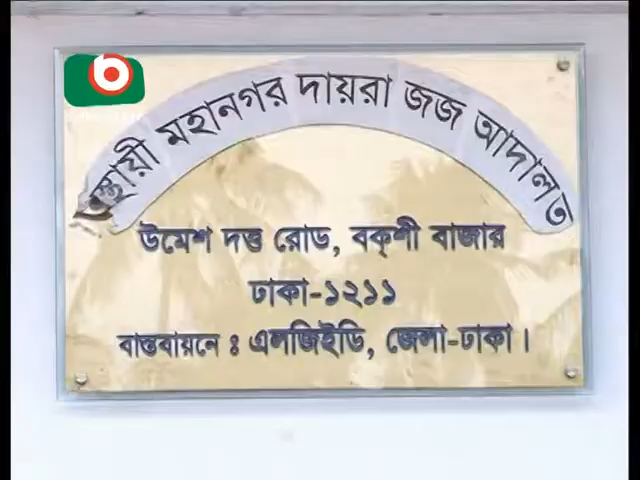 স্থায়ী মহানগর দায়রা জজ আদালত
উমেশ দত্ত রোড, বক্‌শী বাজার
ঢাকা-১২১১
বাস্তবায়নে ঃ এলজিইডি, জেলা-ঢাকা।